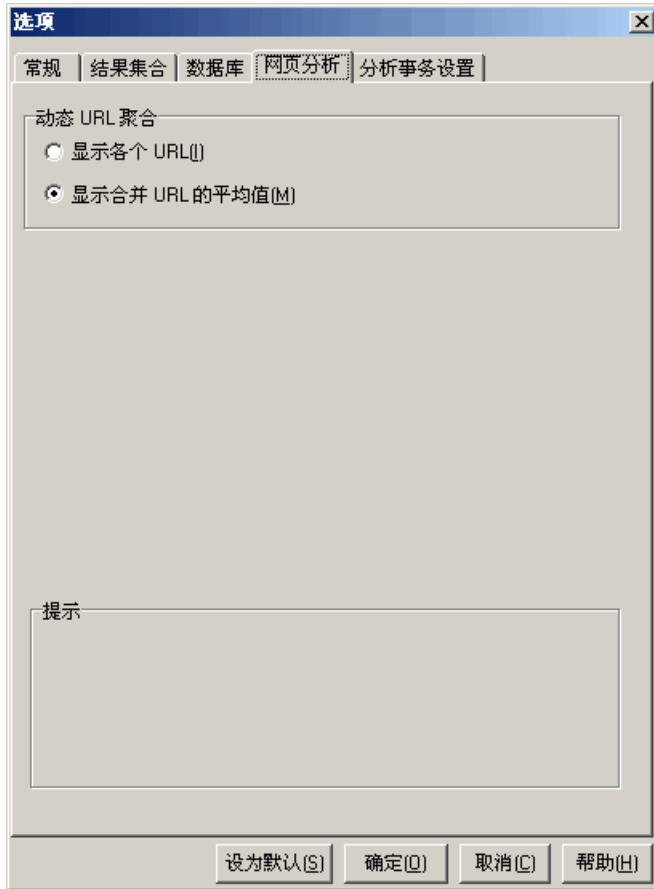 选项
常规 结果集合 数据库 网页分析 分析事务设置
动态 URL 聚合
显示各个 URL(I)
显示合并 URL 的平均值(M)
提示
设为默认(S) 确定(O) 取消(C) 帮助(H)